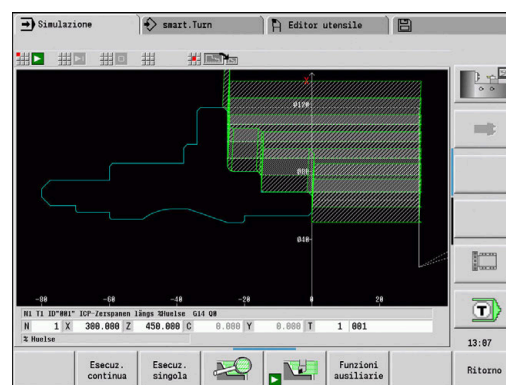 Simulazione smart.Turn Editor utensile
X
Ø120
Ø80
Ø40
-80 -60 -40 -20 0 20
N1 T1 ID"001" ICP-Zerspanen längs %Huelse G14 Q0
N 1 X 300.000 Z 450.000 C 0.000 Y 0.000 T 1 001
% Huelse
T
13:07
Esecuz. continua
Esecuz. singola
Funzioni ausiliarie
Ritorno